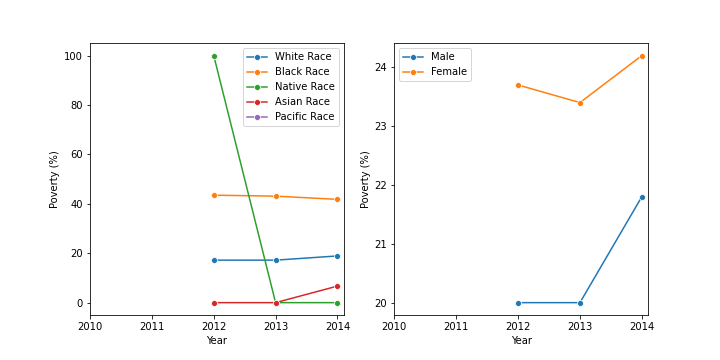 100
80
60
40
20
0
Poverty (%)
2010 2011 2012 2013 2014
Year
White Race
Black Race
Native Race
Asian Race
Pacific Race
24
23
22
21
20
Poverty (%)
2010 2011 2012 2013 2014
Year
Male
Female